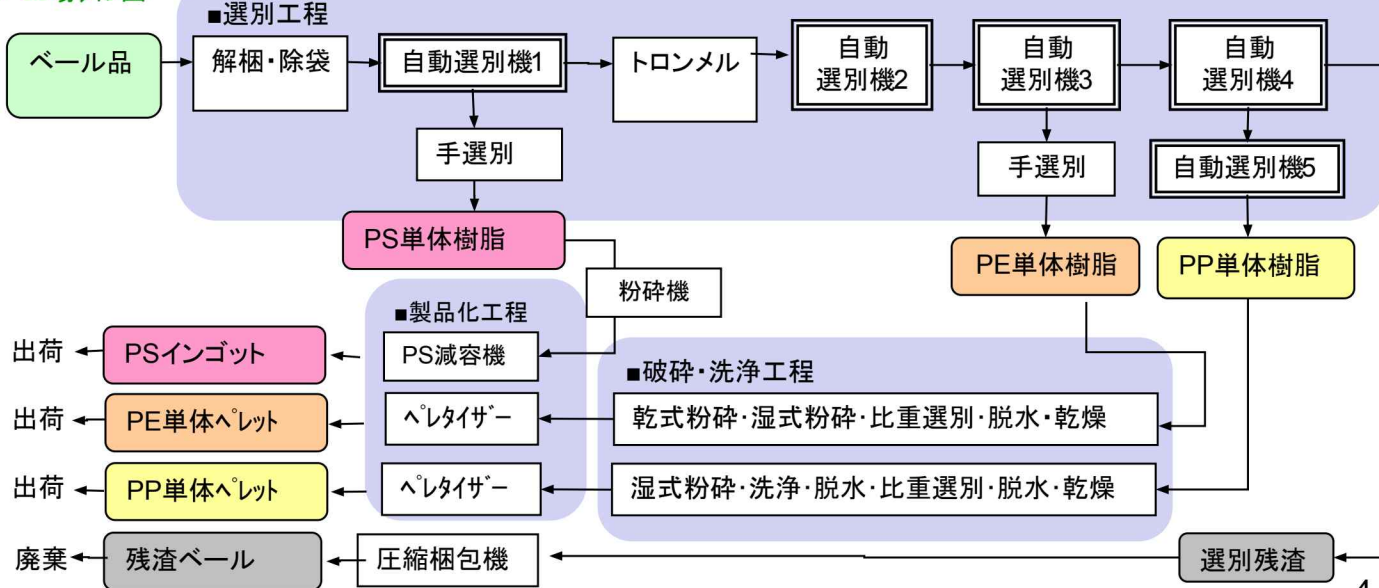 ■選別工程
ベール品
解梱・除袋
自動選別機1
トロンメル
自動
選別機2
自動
選別機3
自動
選別機4
手選別
手選別
自動選別機5
PS単体樹脂
PE単体樹脂
PP単体樹脂
粉砕機
■製品化工程
出荷
PSインゴット
PS減容機
■破砕・洗浄工程
出荷
PE単体ペレット
ペレタイザー
乾式粉砕・湿式粉砕・比重選別・脱水・乾燥
出荷
PP単体ペレット
ペレタイザー
湿式粉砕・洗浄・脱水・比重選別・脱水・乾燥
廃棄
残渣ベール
圧縮梱包機
選別残渣